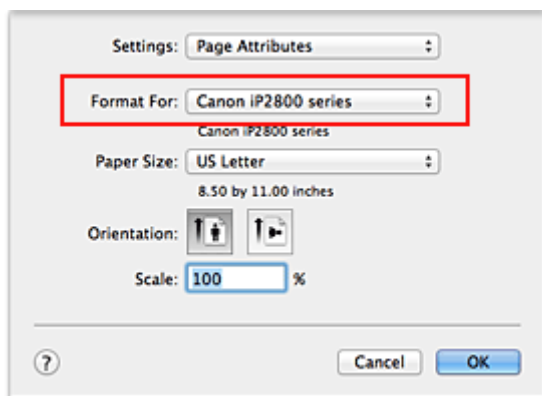 Settings: Page Attributes
Format For: Canon iP2800 series
Canon iP2800 series
Paper Size: US Letter
8.50 by 11.00 inches
Orientation:
Scale: 100 %
? Cancel OK